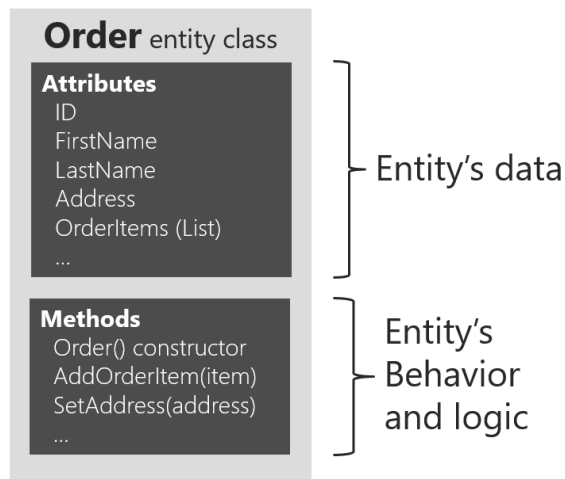 Order entity class
Attributes
ID
FirstName
LastName
Address
OrderItems (List)
...
Entity's data
Methods
Order() constructor
AddOrderItem(item)
SetAddress(address)
...
Entity's
Behavior
and logic